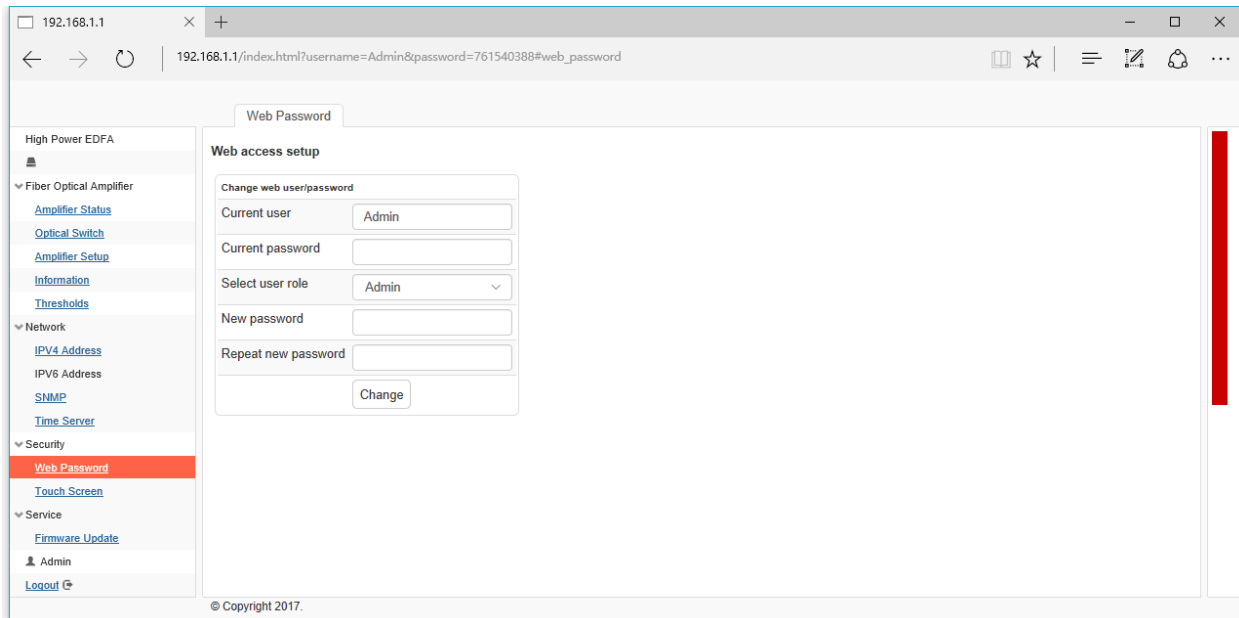 192.168.1.1
192.168.1.1/index.html?username=Admin&password=761540388#web_password
Web Password
High Power EDFA
Fiber Optical Amplifier
Amplifier Status
Optical Switch
Amplifier Setup
Information
Thresholds
Network
IPV4 Address
IPV6 Address
SNMP
Time Server
Security
Web Password
Touch Screen
Service
Firmware Update
Admin
Logout
Web access setup
Change web user/password
Current user
Admin
Current password
Select user role
Admin
New password
Repeat new password
Change
© Copyright 2017.